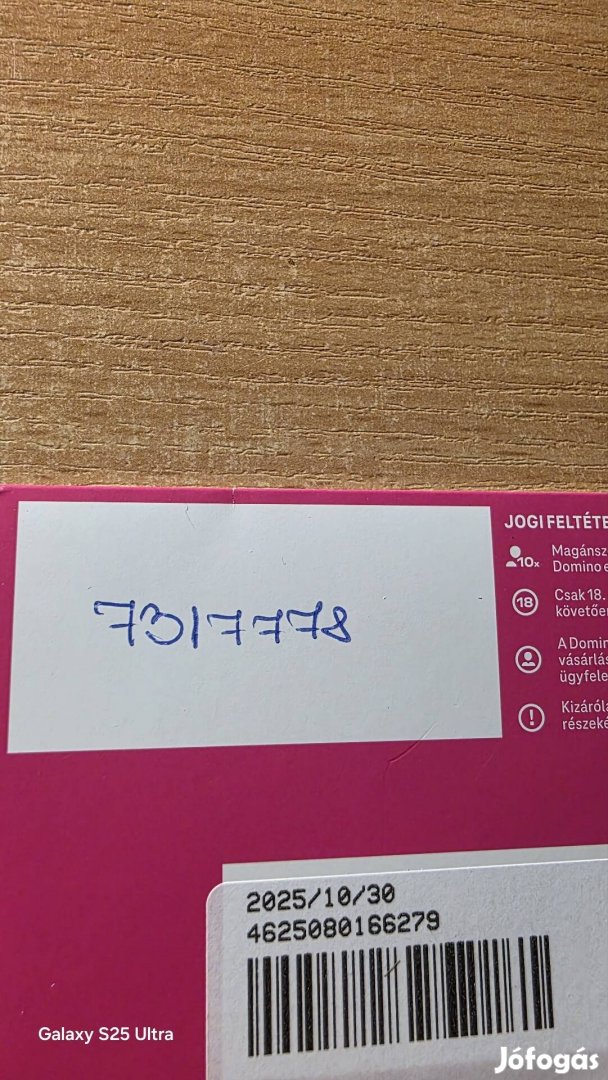 7317778
JOGI FELTÉTE
10x
Magánsz
Domino e
18
Csak 18.
követően
A Domin
vásárlás
ügyfele
!
Kizáróla
részeké
2025/10/30
4625080166279
Galaxy S25 Ultra
Jófogás